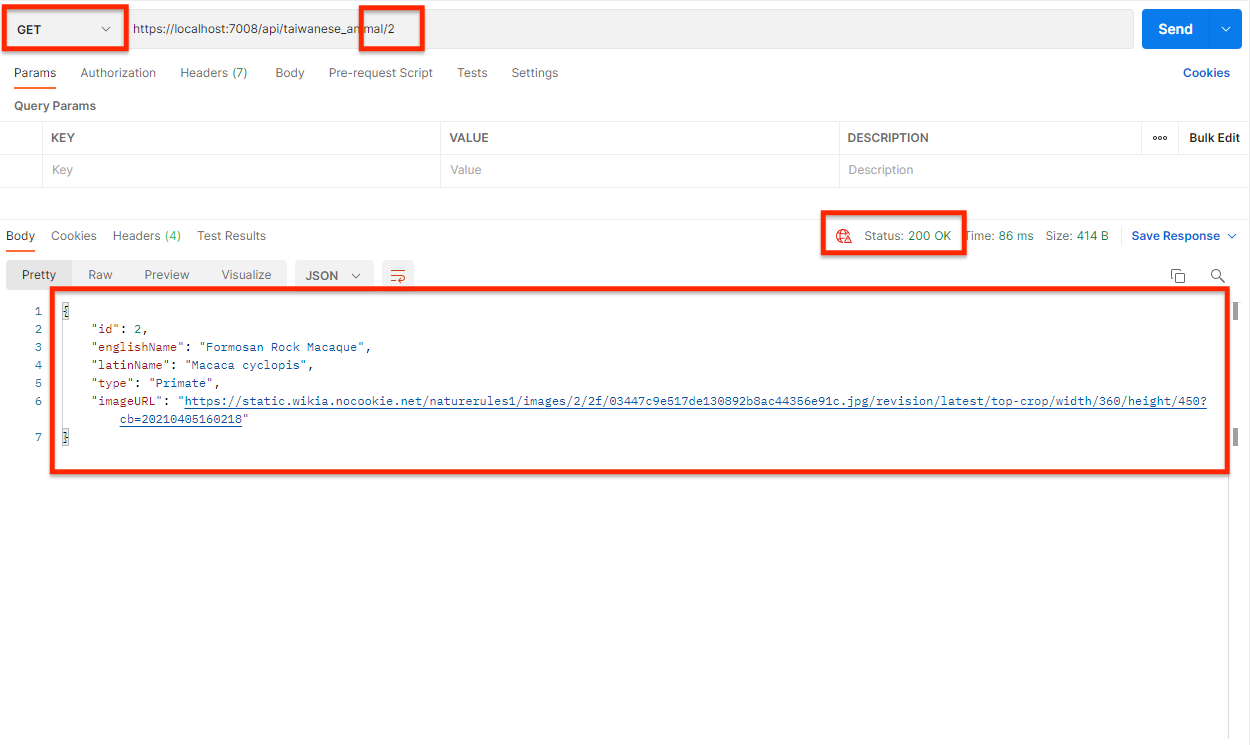 GET https://localhost:7008/api/taiwanese_animal/2 Send
Params Authorization Headers (7) Body Pre-request Script Tests Settings Cookies
Query Params
KEY VALUE DESCRIPTION ooo Bulk Edit
Key Value Description
Body Cookies Headers (4) Test Results Status: 200 OK Time: 86 ms Size: 414 B Save Response
Pretty Raw Preview Visualize JSON
1 {
2 "id": 2,
3 "englishName": "Formosan Rock Macaque",
4 "latinName": "Macaca cyclopis",
5 "type": "Primate",
6 "imageURL": "https://static.wikia.nocookie.net/naturerules1/images/2/2f/03447c9e517de130892b8ac44356e91c.jpg/revision/latest/top-crop/width/360/height/450?
cb=20210405160218"
7 }